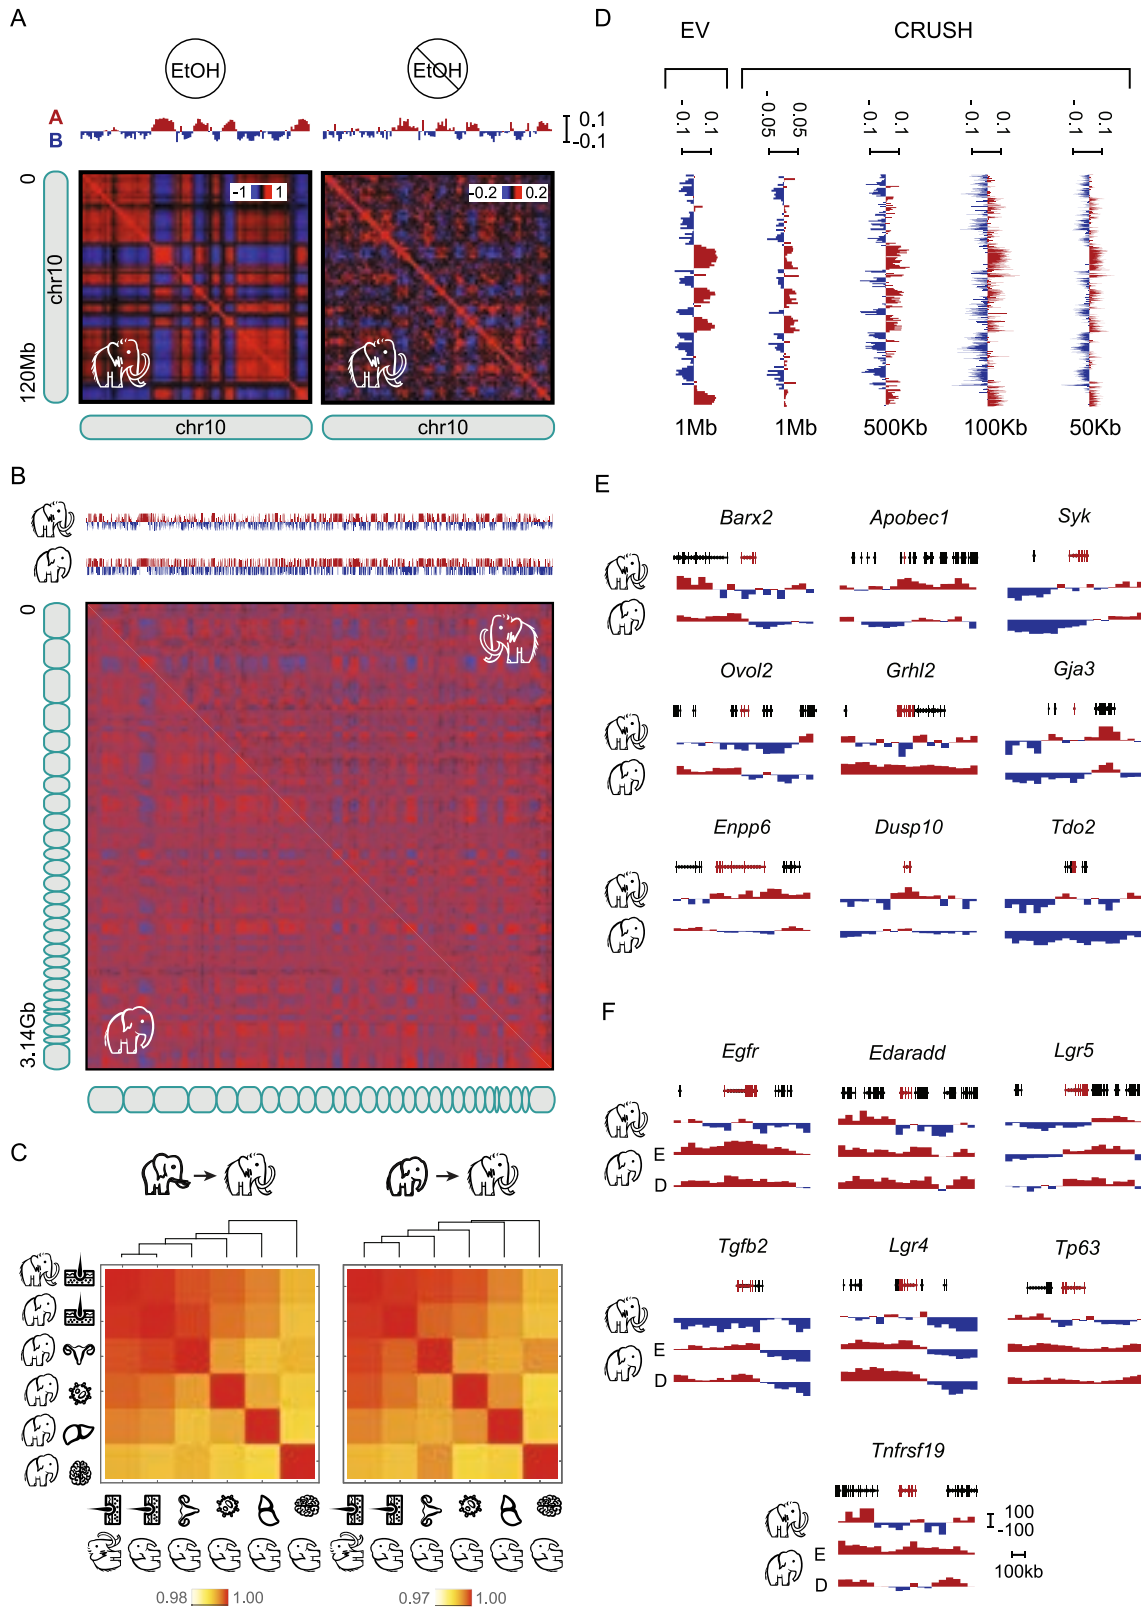 A
EtOH
EtOH
A
B
0.1
-0.1
-1 1
-0.2 0.2
0
chr10
120Mb
chr10
chr10
B
0
3.14Gb
C
0.98 1.00
0.97 1.00
D
EV
CRUSH
-0.1 0.1
-0.05 0.05
-0.1 0.1
-0.1 0.1
-0.1 0.1
1Mb
1Mb
500Kb
100Kb
50Kb
E
Barx2
Apobec1
Syk
Ovol2
Grhl2
Gja3
Enpp6
Dusp10
Tdo2
F
Egfr
Edaradd
Lgr5
E
D
Tgfb2
Lgr4
Tp63
E
D
Tnfrsf19
100
-100
E
100kb
D